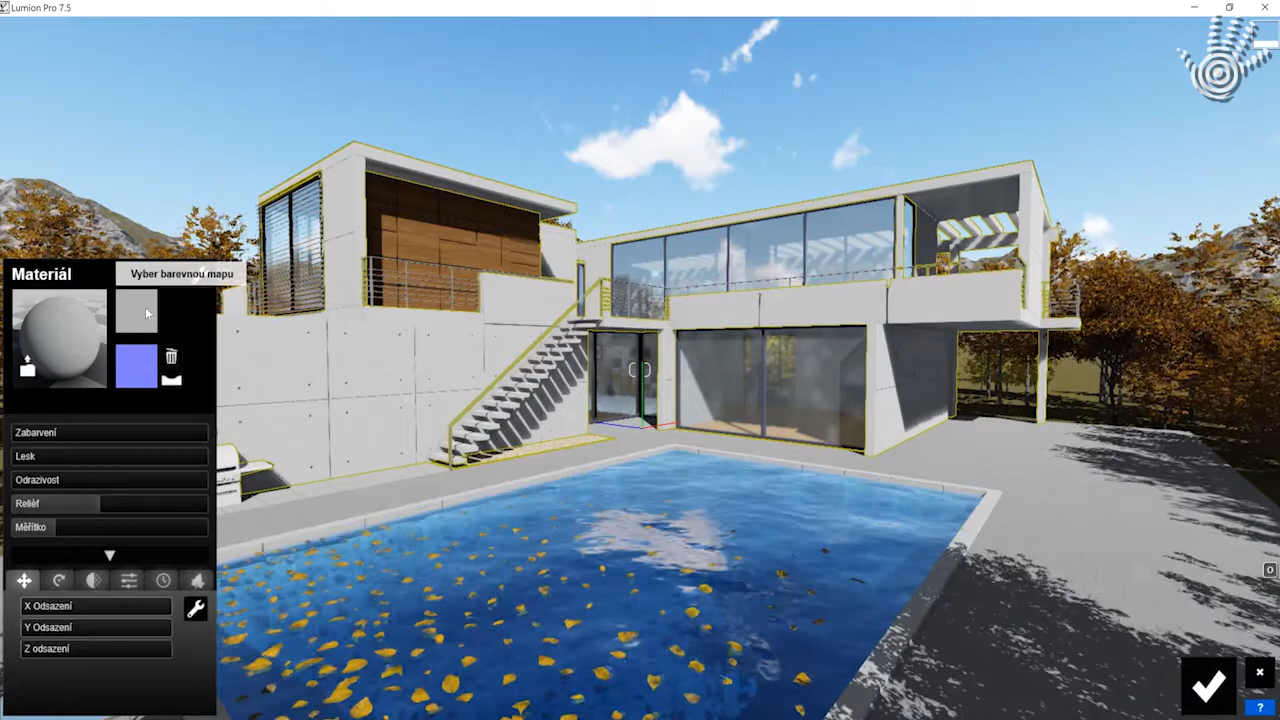 Lumion Pro 7.5
Materiál
Vyber barevnou mapu
Zabarvení
Lesk
Odrazivost
Reliéf
Měřítko
X Odsazení
Y Odsazení
Z odsazení
O
?